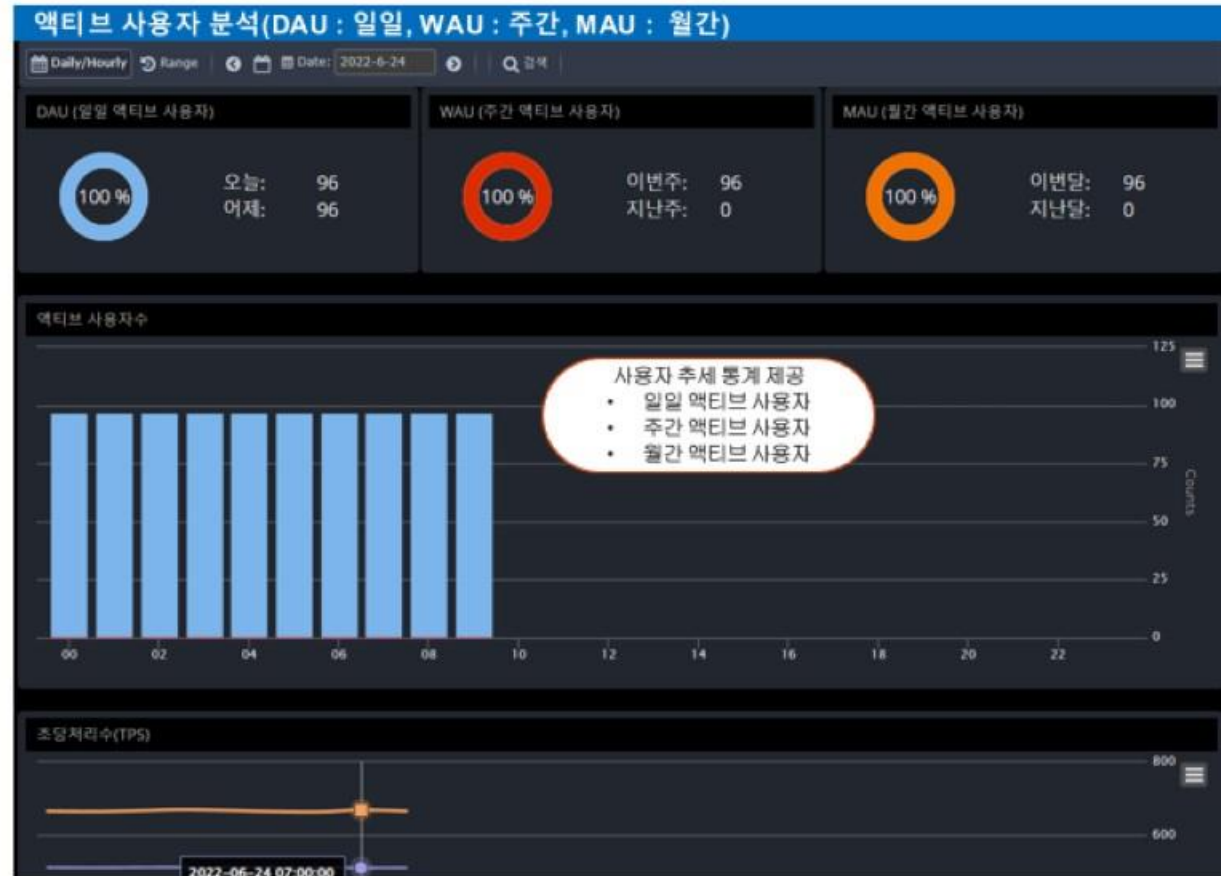 액티브 사용자 분석(DAU : 일일, WAU : 주간, MAU : 월간)
Daily/Hourly Range Date: 2022-6-24 검색
DAU (일일 액티브 사용자)
100 %
오늘: 96
어제: 96
WAU (주간 액티브 사용자)
100 %
이번주: 96
지난주: 0
MAU (월간 액티브 사용자)
100 %
이번달: 96
지난달: 0
액티브 사용자수
사용자 추세 통계 제공
• 일일 액티브 사용자
• 주간 액티브 사용자
• 월간 액티브 사용자
125
100
75
50
25
0
Counts
00 02 04 06 08 10 12 14 16 18 20 22
초당처리수(TPS)
800
600
2022-06-24 07:00:00